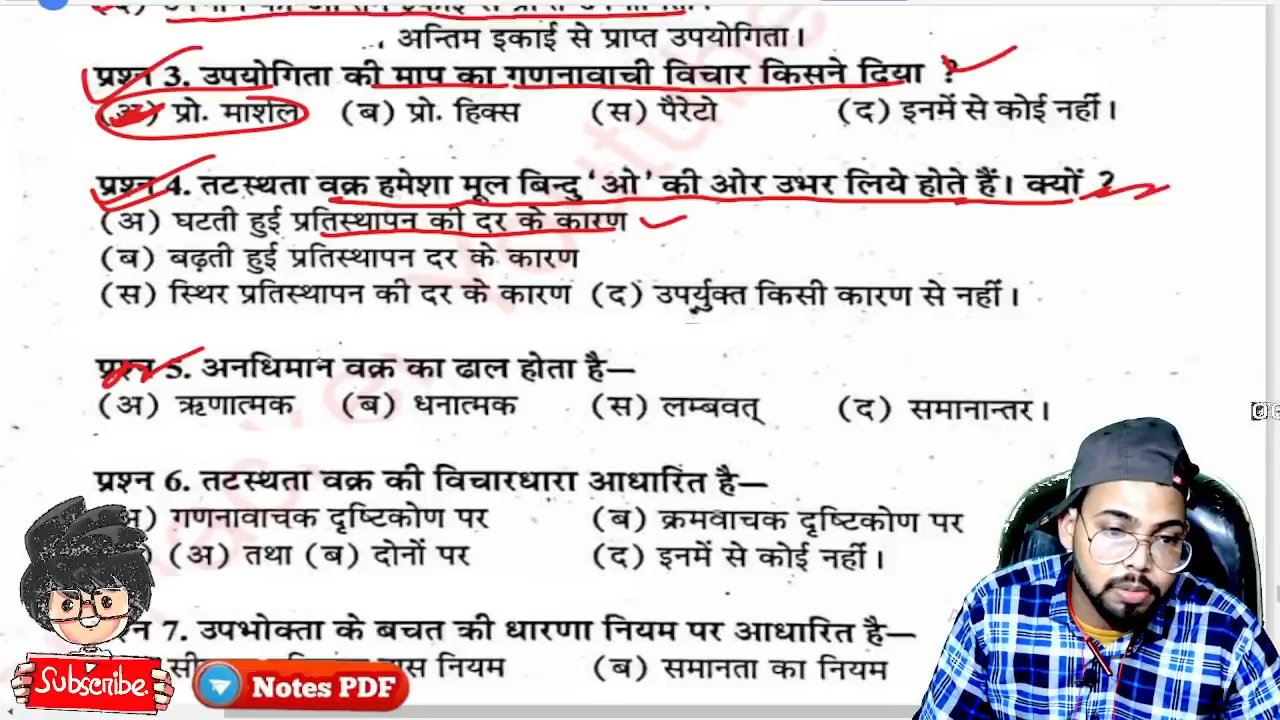 अन्तिम इकाई से प्राप्त उपयोगिता।
प्रश्न 3. उपयोगिता की माप का गणनावाची विचार किसने दिया ?
(अ) प्रो. मार्शल (ब) प्रो. हिक्स (स) पैरेटो (द) इनमें से कोई नहीं।
प्रश्न 4. तटस्थता वक्र हमेशा मूल बिन्दु 'ओ' की ओर उभर लिये होते हैं। क्यों ?
(अ) घटती हुई प्रतिस्थापन की दर के कारण
(ब) बढ़ती हुई प्रतिस्थापन दर के कारण
(स) स्थिर प्रतिस्थापन की दर के कारण (द) उपर्युक्त किसी कारण से नहीं।
प्रश्न 5. अनधिमान वक्र का ढाल होता है—
(अ) ऋणात्मक (ब) धनात्मक (स) लम्बवत् (द) समानान्तर।
प्रश्न 6. तटस्थता वक्र की विचारधारा आधारित है—
अ) गणनावाचक दृष्टिकोण पर (ब) क्रमवाचक दृष्टिकोण पर
) (अ) तथा (ब) दोनों पर (द) इनमें से कोई नहीं।
न 7. उपभोक्ता के बचत की धारणा नियम पर आधारित है—
नियम (ब) समानता का नियम
Subscribe.
Notes PDF